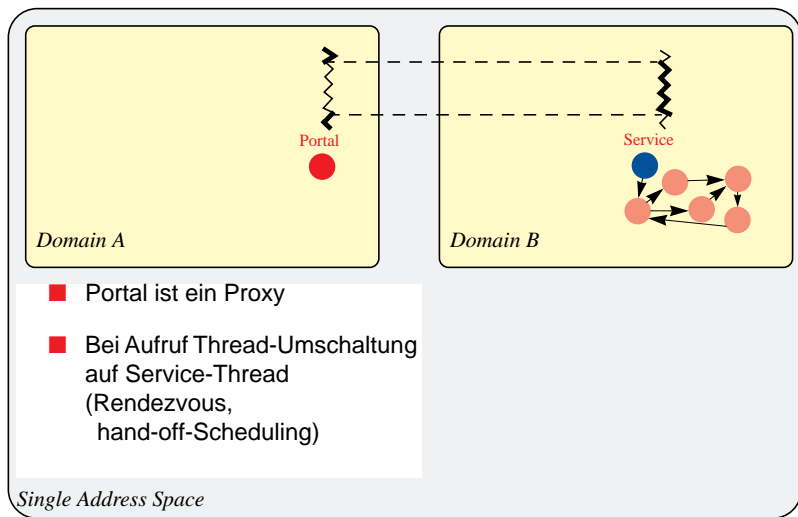 Portal
Service
Domain A
Domain B
Portal ist ein Proxy
Bei Aufruf Thread-Umschaltung
auf Service-Thread
(Rendezvous,
hand-off-Scheduling)
Single Address Space